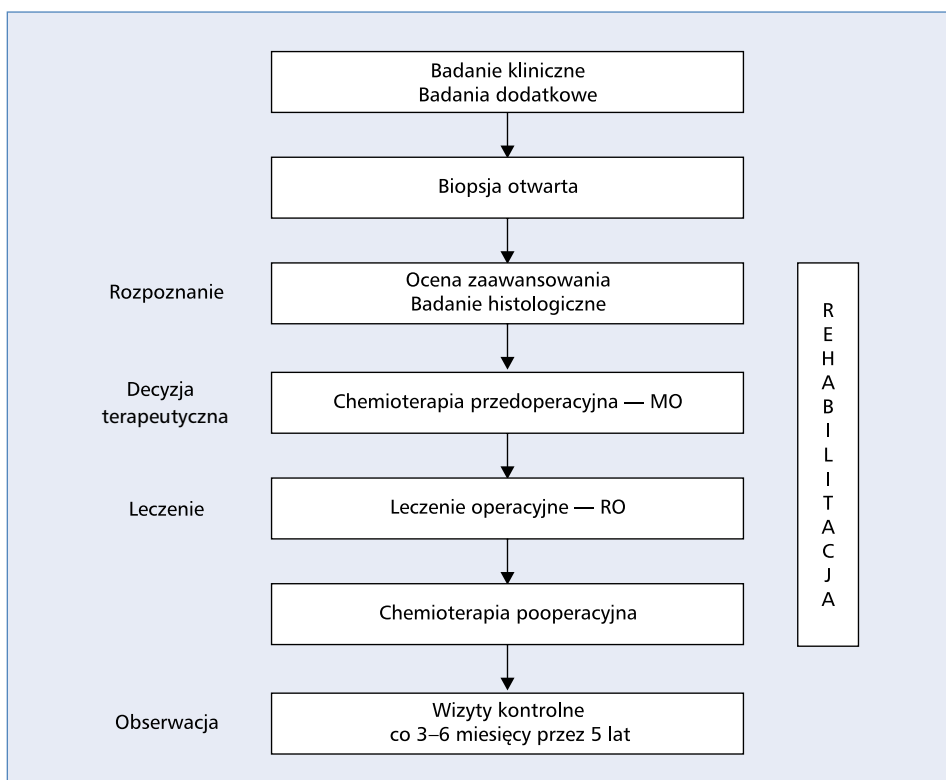 Badanie kliniczne
Badania dodatkowe
Biopsja otwarta
Rozpoznanie
Ocena zaawansowania
Badanie histologiczne
Decyzja
terapeutyczna
Chemioterapia przedoperacyjna — MO
Leczenie
Leczenie operacyjne — RO
Chemioterapia pooperacyjna
Obserwacja
Wizyty kontrolne
co 3–6 miesięcy przez 5 lat
R
E
H
A
B
I
L
I
T
A
C
J
A